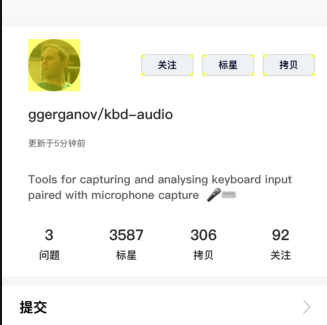 关注 标星 拷贝
ggerganov/kbd-audio
更新于5分钟前
Tools for capturing and analysing keyboard input
paired with microphone capture 🎤⌨️
3 3587 306 92
问题 标星 拷贝 关注
提交